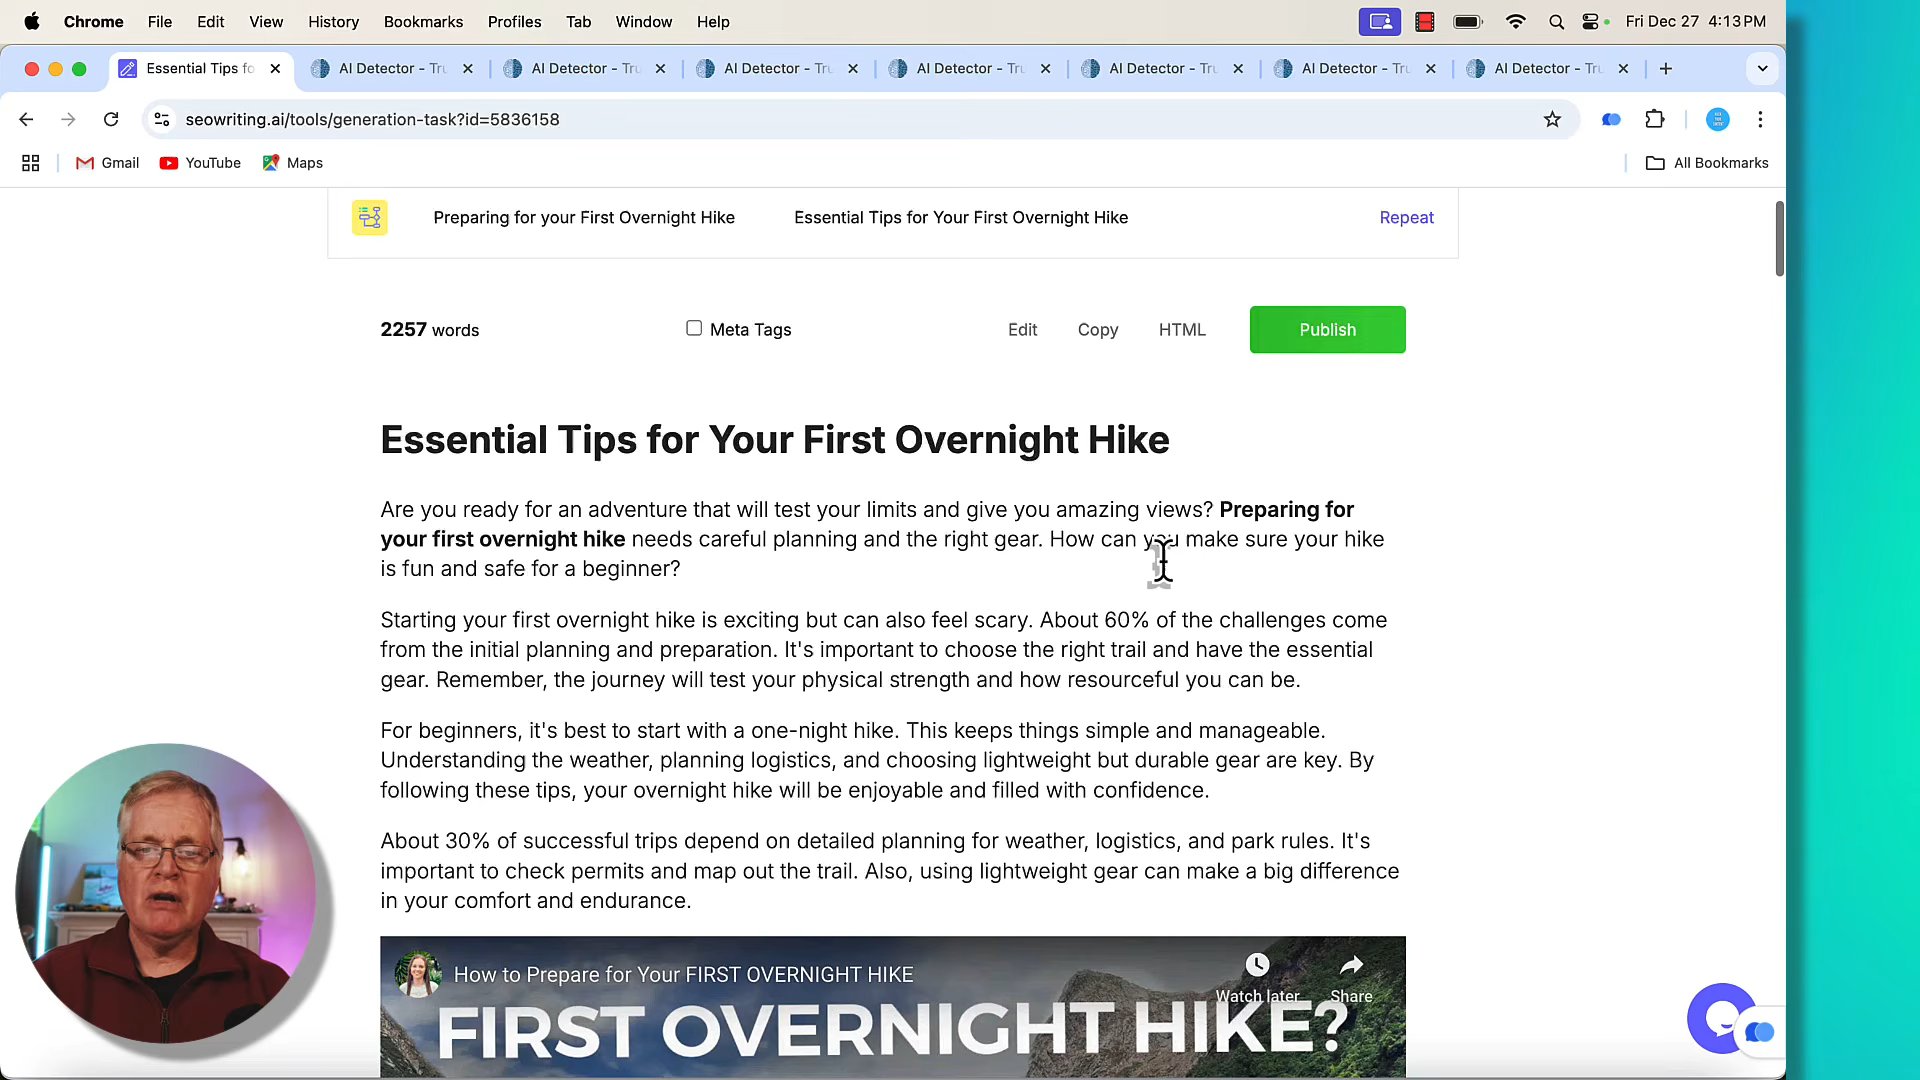 Chrome File Edit View History Bookmarks Profiles Tab Window Help Fri Dec 27 4:13 PM
Essential Tips fo AI Detector - Tru AI Detector - Tru AI Detector - Tru AI Detector - Tru AI Detector - Tru AI Detector - Tru AI Detector - Tru
seowriting.ai/tools/generation-task?id=5836158
Gmail YouTube Maps All Bookmarks
Preparing for your First Overnight Hike Essential Tips for Your First Overnight Hike Repeat
2257 words Meta Tags Edit Copy HTML Publish
Essential Tips for Your First Overnight Hike
Are you ready for an adventure that will test your limits and give you amazing views? Preparing for
your first overnight hike needs careful planning and the right gear. How can you make sure your hike
is fun and safe for a beginner?
Starting your first overnight hike is exciting but can also feel scary. About 60% of the challenges come
from the initial planning and preparation. It's important to choose the right trail and have the essential
gear. Remember, the journey will test your physical strength and how resourceful you can be.
For beginners, it's best to start with a one-night hike. This keeps things simple and manageable.
Understanding the weather, planning logistics, and choosing lightweight but durable gear are key. By
following these tips, your overnight hike will be enjoyable and filled with confidence.
About 30% of successful trips depend on detailed planning for weather, logistics, and park rules. It's
important to check permits and map out the trail. Also, using lightweight gear can make a big difference
in your comfort and endurance.
How to Prepare for Your FIRST OVERNIGHT HIKE
Watch later Share
FIRST OVERNIGHT HIKE?